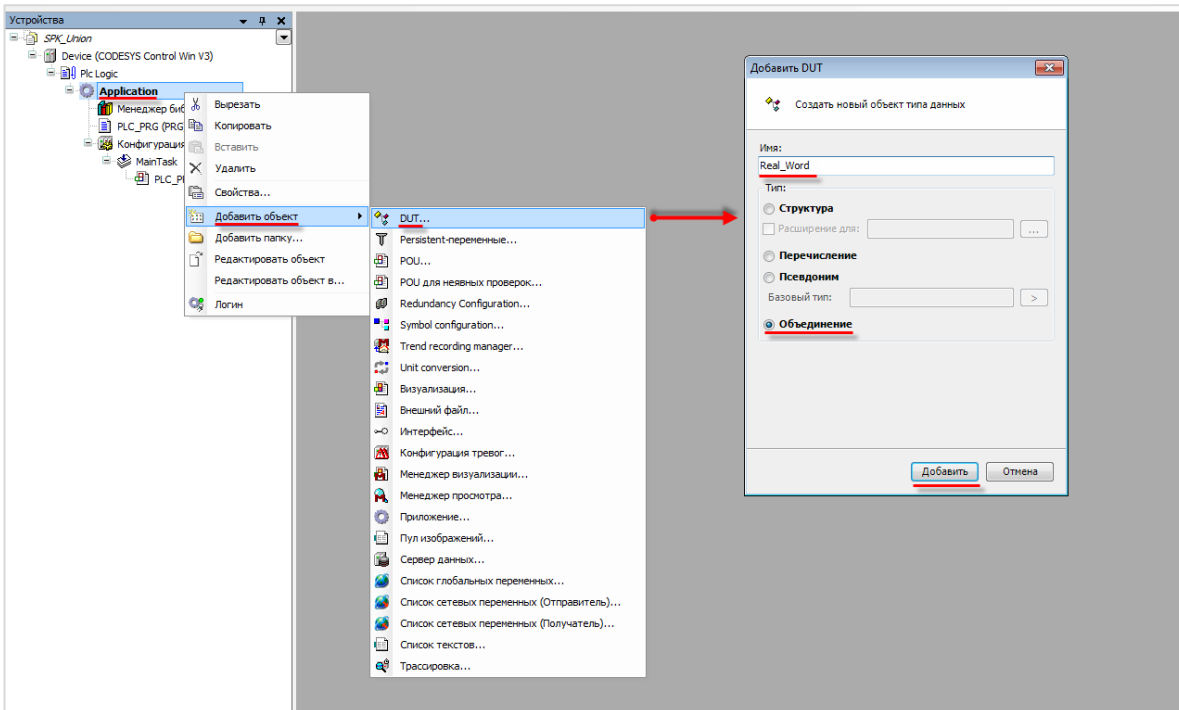 Устройства
SPK_Union
Device (CODESYS Control Win V3)
Plc Logic
Application
Менеджер биб
PLC_PRG (PRG
Конфигурация
MainTask
PLC_P
Вырезать
Копировать
Вставить
Удалить
Свойства...
Добавить объект
Добавить папку...
Редактировать объект
Редактировать объект в...
Логин
DUT...
Persistent-переменные...
POU...
POU для неявных проверок...
Redundancy Configuration...
Symbol configuration...
Trend recording manager...
Unit conversion...
Визуализация...
Внешний файл...
Интерфейс...
Конфигурация тревог...
Менеджер визуализации...
Менеджер просмотра...
Приложение...
Пул изображений...
Сервер данных...
Список глобальных переменных...
Список сетевых переменных (Отправитель)...
Список сетевых переменных (Получатель)...
Список текстов...
Трассировка...
Добавить DUT
Создать новый объект типа данных
Имя:
Real_Word
Тип:
Структура
Расширение для:
...
Перечисление
Псевдоним
Базовый тип:
>
Объединение
Добавить
Отмена